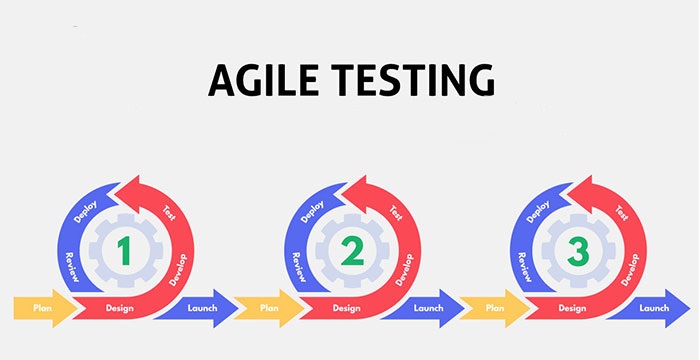 AGILE TESTING
Plan
Design
Develop
Test
Deploy
Review
1
Launch
Plan
Design
Develop
Test
Deploy
Review
2
Launch
Plan
Design
Develop
Test
Deploy
Review
3
Launch